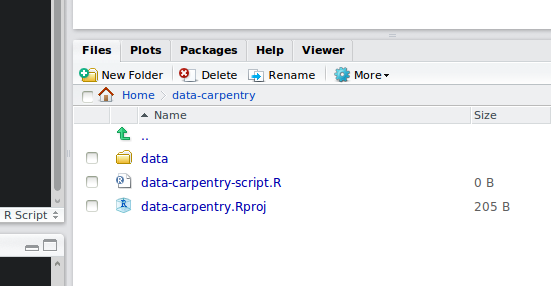 Files Plots Packages Help Viewer
New Folder Delete Rename More
Home data-carpentry
Name Size
..
data
data-carpentry-script.R 0 B
data-carpentry.Rproj 205 B
R Script